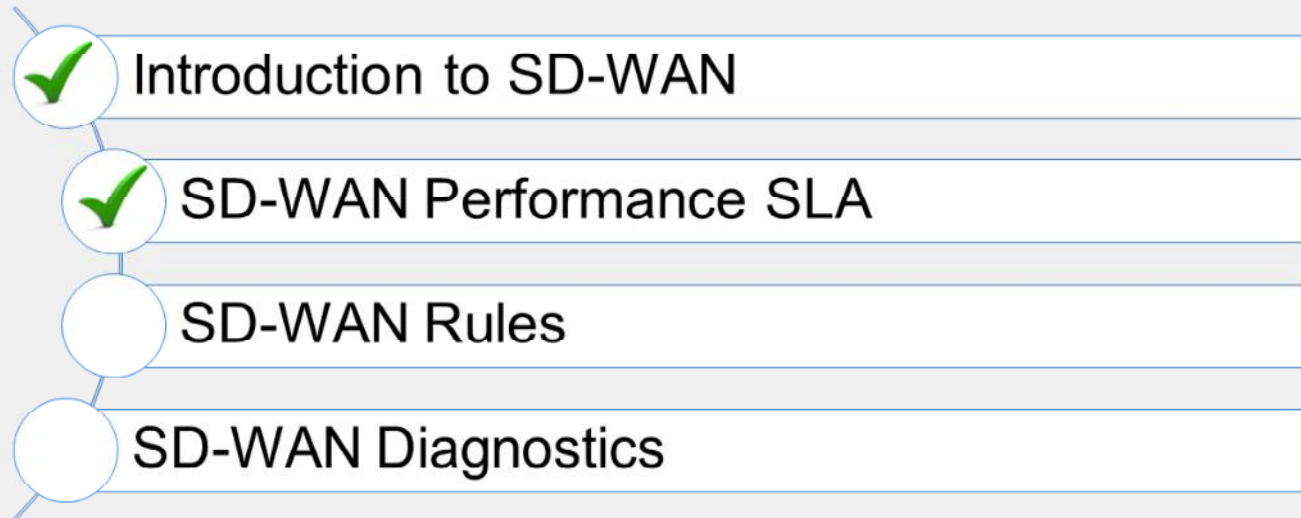 Introduction to SD-WAN
SD-WAN Performance SLA
SD-WAN Rules
SD-WAN Diagnostics